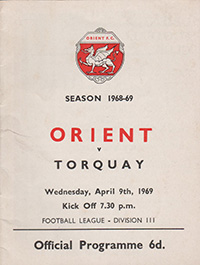 ORIENT F.C.
SEASON 1968-69
ORIENT
v
TORQUAY
Wednesday, April 9th, 1969
Kick Off 7.30 p.m.
FOOTBALL LEAGUE - DIVISION III
Official Programme 6d.